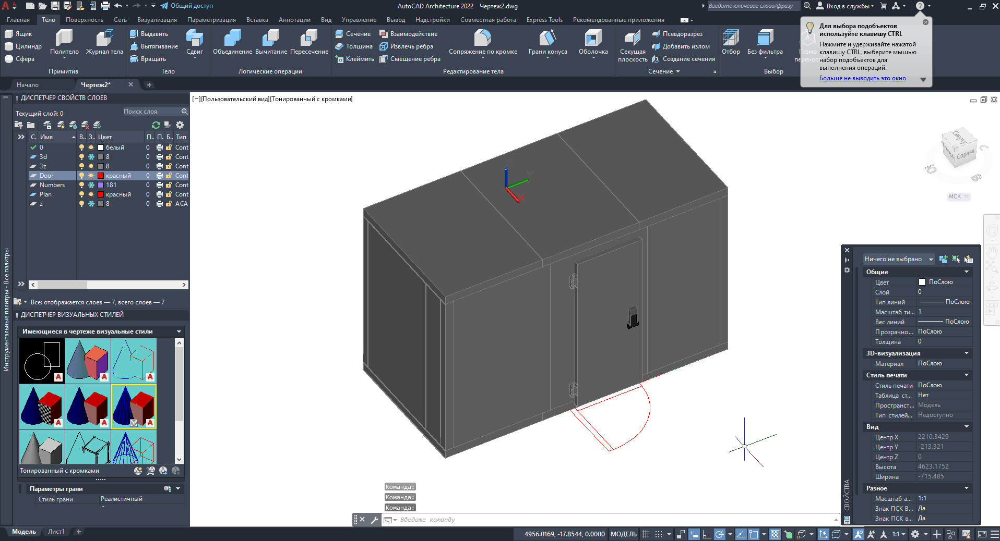 Общий доступ
AutoCAD Architecture 2022 Чертеж2.dwg
Введите ключевое слово/фразу
Вход в службы
Главная Тело Поверхность Сеть Визуализация Параметризация Вставка Аннотации Вид Управление Вывод Надстройки Совместная работа Express Tools Рекомендованные приложения
Ящик
Цилиндр
Сфера
Политело
Журнал тела
Примитив
Выдавить
Вытягивание
Вращать
Сдвиг
Тело
Объединение Вычитание Пересечение
Логические операции
Сечение
Толщина
Клеймить
Взаимодействие
Извлечь ребра
Смещение ребра
Сопряжение по кромке
Грани конуса
Оболочка
Редактирование тела
Секущая
плоскость
Псевдоразрез
Добавить излом
Создание сечения
Сечение
Отбор
Без фильтра
Гизмо
перенос
Выбор
Для выбора подобъектов
используйте клавишу CTRL
Нажмите и удерживайте нажатой
клавишу CTRL, выберите мышью
набор подобъектов для
выполнения операций.
Больше не выводить это окно
Начало
Чертеж2*
Инструментальные палитры - Все палитры
ДИСПЕТЧЕР СВОЙСТВ СЛОЕВ
Текущий слой: 0
Поиск слоя
С. Имя В.. З.. Цвет П.. П. Б.. Тип
0 белый 0 Cont
3d 8 0 Cont
3z 8 0 Cont
Door красный 0 Cont
Numbers 181 0 Cont
Plan красный 0 Cont
z 8 0 ACA
Все: отображается слоев — 7, всего слоев — 7
ДИСПЕТЧЕР ВИЗУАЛЬНЫХ СТИЛЕЙ
Имеющиеся в чертеже визуальные стили
Тонированный с кромками
Параметры грани
Стиль грани Реалистичный
[−][Пользовательский вид][Тонированный с кромками]
Y
X
Сверху
Справа
С
Ю
В
МСК
Ничего не выбрано
Общие
Цвет ПоСлою
Слой 0
Тип линий ПоСлою
Масштаб ти... 1
Вес линий ПоСлою
Прозрачно... ПоСлою
Толщина 0
3D-визуализация
Материал ПоСлою
Стиль печати
Стиль печати ПоСлою
Таблица ст... Нет
Пространст... Модель
Тип стилей... Недоступно
Вид
Центр X 2210.3429
Центр Y -213.321
Центр Z 0
Высота 4623.1752
Ширина -715.485
Разное
Масштаб а... 1:1
Знак ПСК В... Да
Знак ПСК в... Да
СВОЙСТВА
Команда:
Команда:
Команда:
Введите команду
Модель Лист1
4956.0169, -17.8544, 0.0000 МОДЕЛЬ
1:1